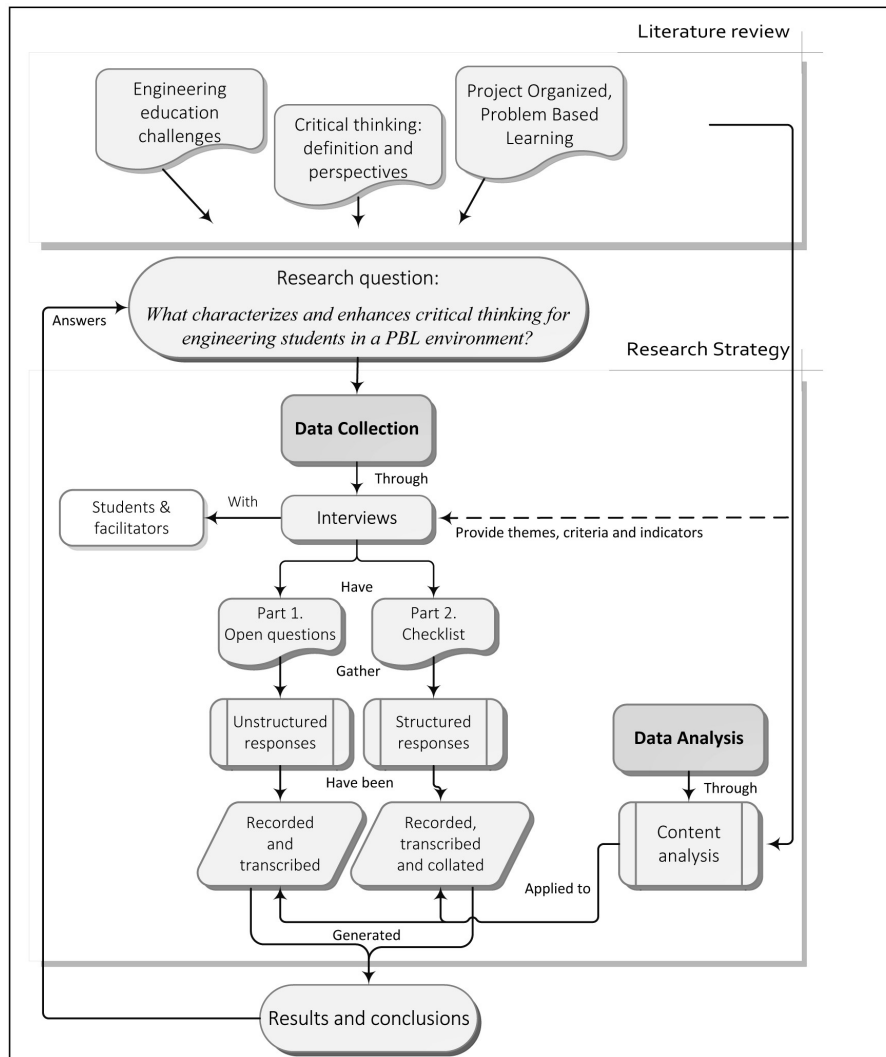 Literature review
Engineering
education
challenges
Critical thinking:
definition and
perspectives
Project Organized,
Problem Based
Learning
Research question:
What characterizes and enhances critical thinking for
engineering students in a PBL environment?
Answers
Research Strategy
Data Collection
Through
Students &
facilitators
With
Interviews
Provide themes, criteria and indicators
Have
Part 1.
Open questions
Part 2.
Checklist
Gather
Unstructured
responses
Structured
responses
Data Analysis
Have been
Through
Recorded
and
transcribed
Recorded,
transcribed
and collated
Content
analysis
Applied to
Generated
Results and conclusions